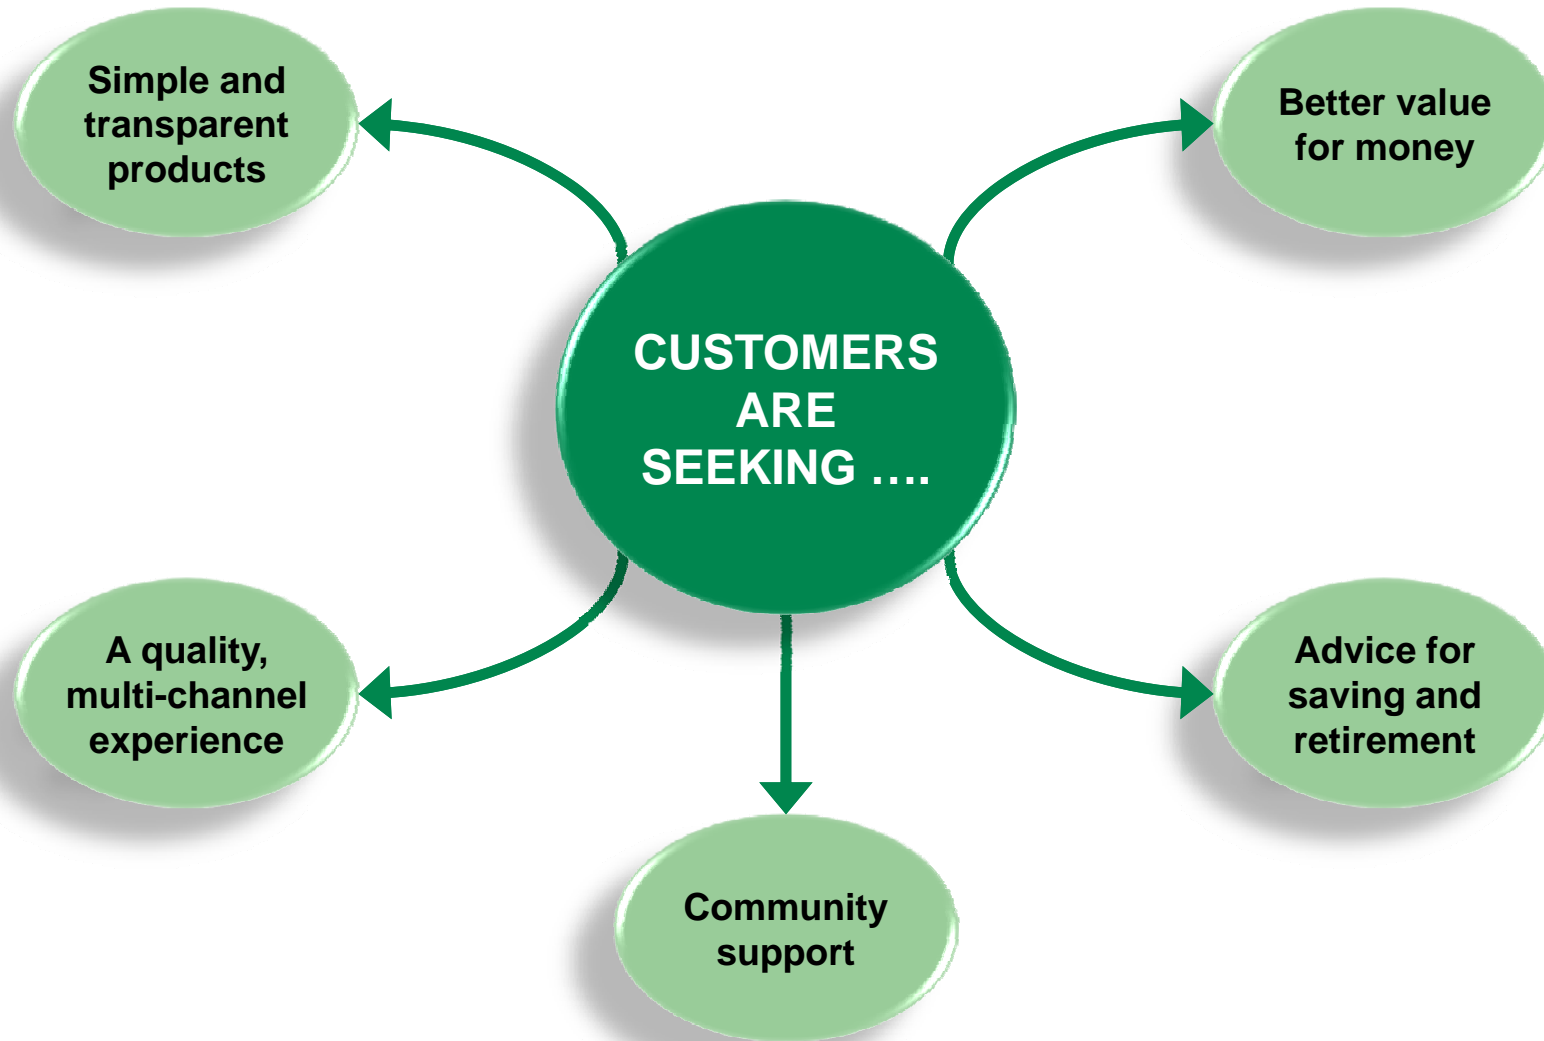 Simple and
transparent
products
Better value
for money
CUSTOMERS
ARE
SEEKING ....
A quality,
multi-channel
experience
Advice for
saving and
retirement
Community
support